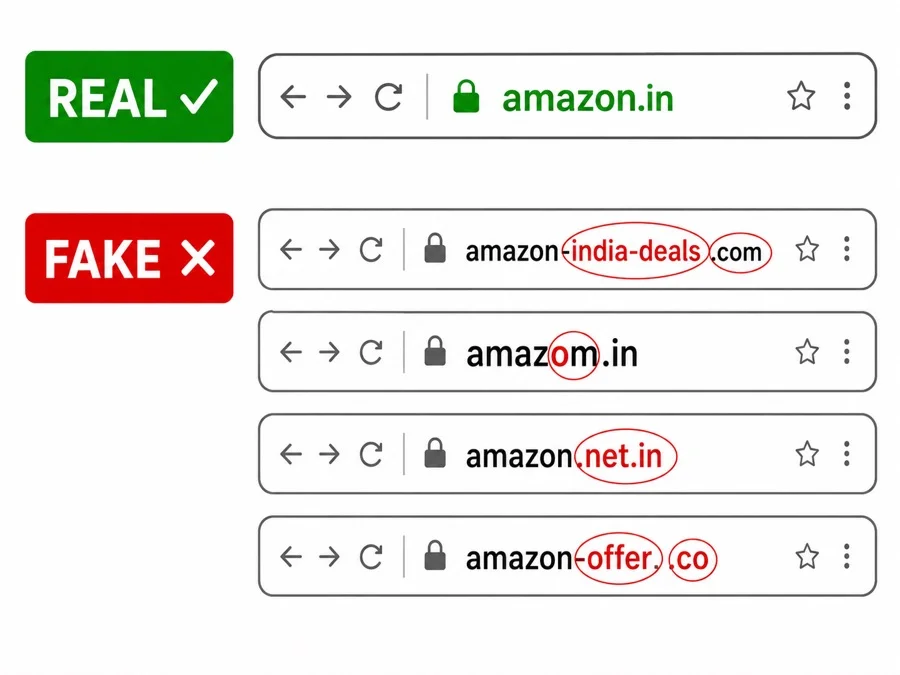 REAL ✓
amazon.in
FAKE ✕
amazon-india-deals.com
amazom.in
amazon.net.in
amazon-offer. .co